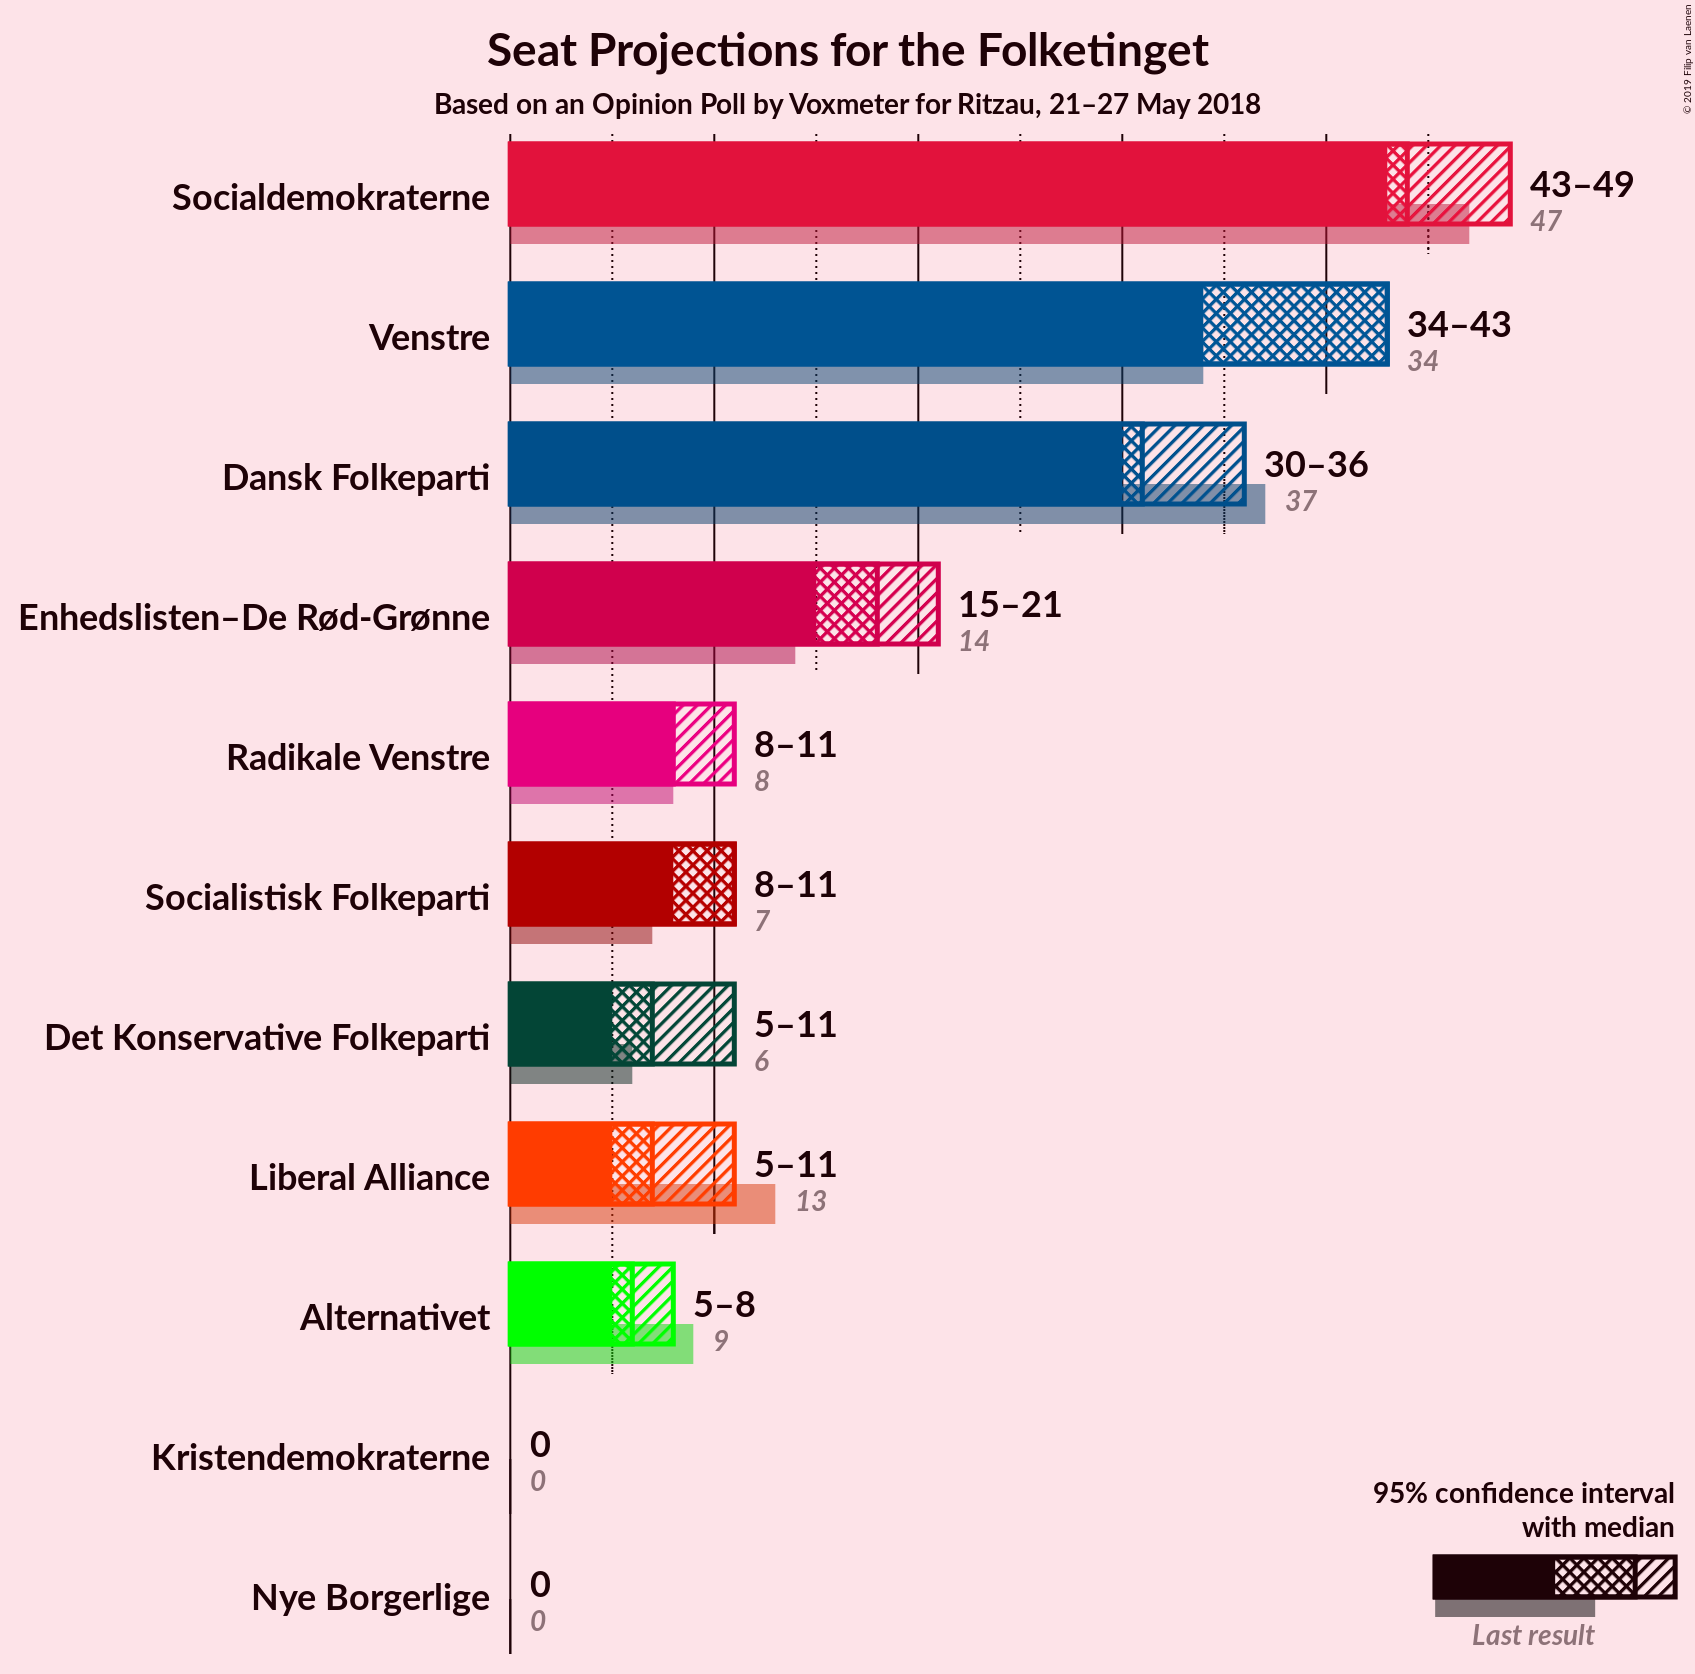 Seat Projections for the Folketinget
Based on an Opinion Poll by Voxmeter for Ritzau, 21–27 May 2018
© 2019 Filip van Laenen
Socialdemokraterne
43–49
47
Venstre
34–43
34
Dansk Folkeparti
30–36
37
Enhedslisten–De Rød-Grønne
15–21
14
Radikale Venstre
8–11
8
Socialistisk Folkeparti
8–11
7
Det Konservative Folkeparti
5–11
6
Liberal Alliance
5–11
13
Alternativet
5–8
9
Kristendemokraterne
0
0
Nye Borgerlige
0
0
95% confidence interval
with median
Last result